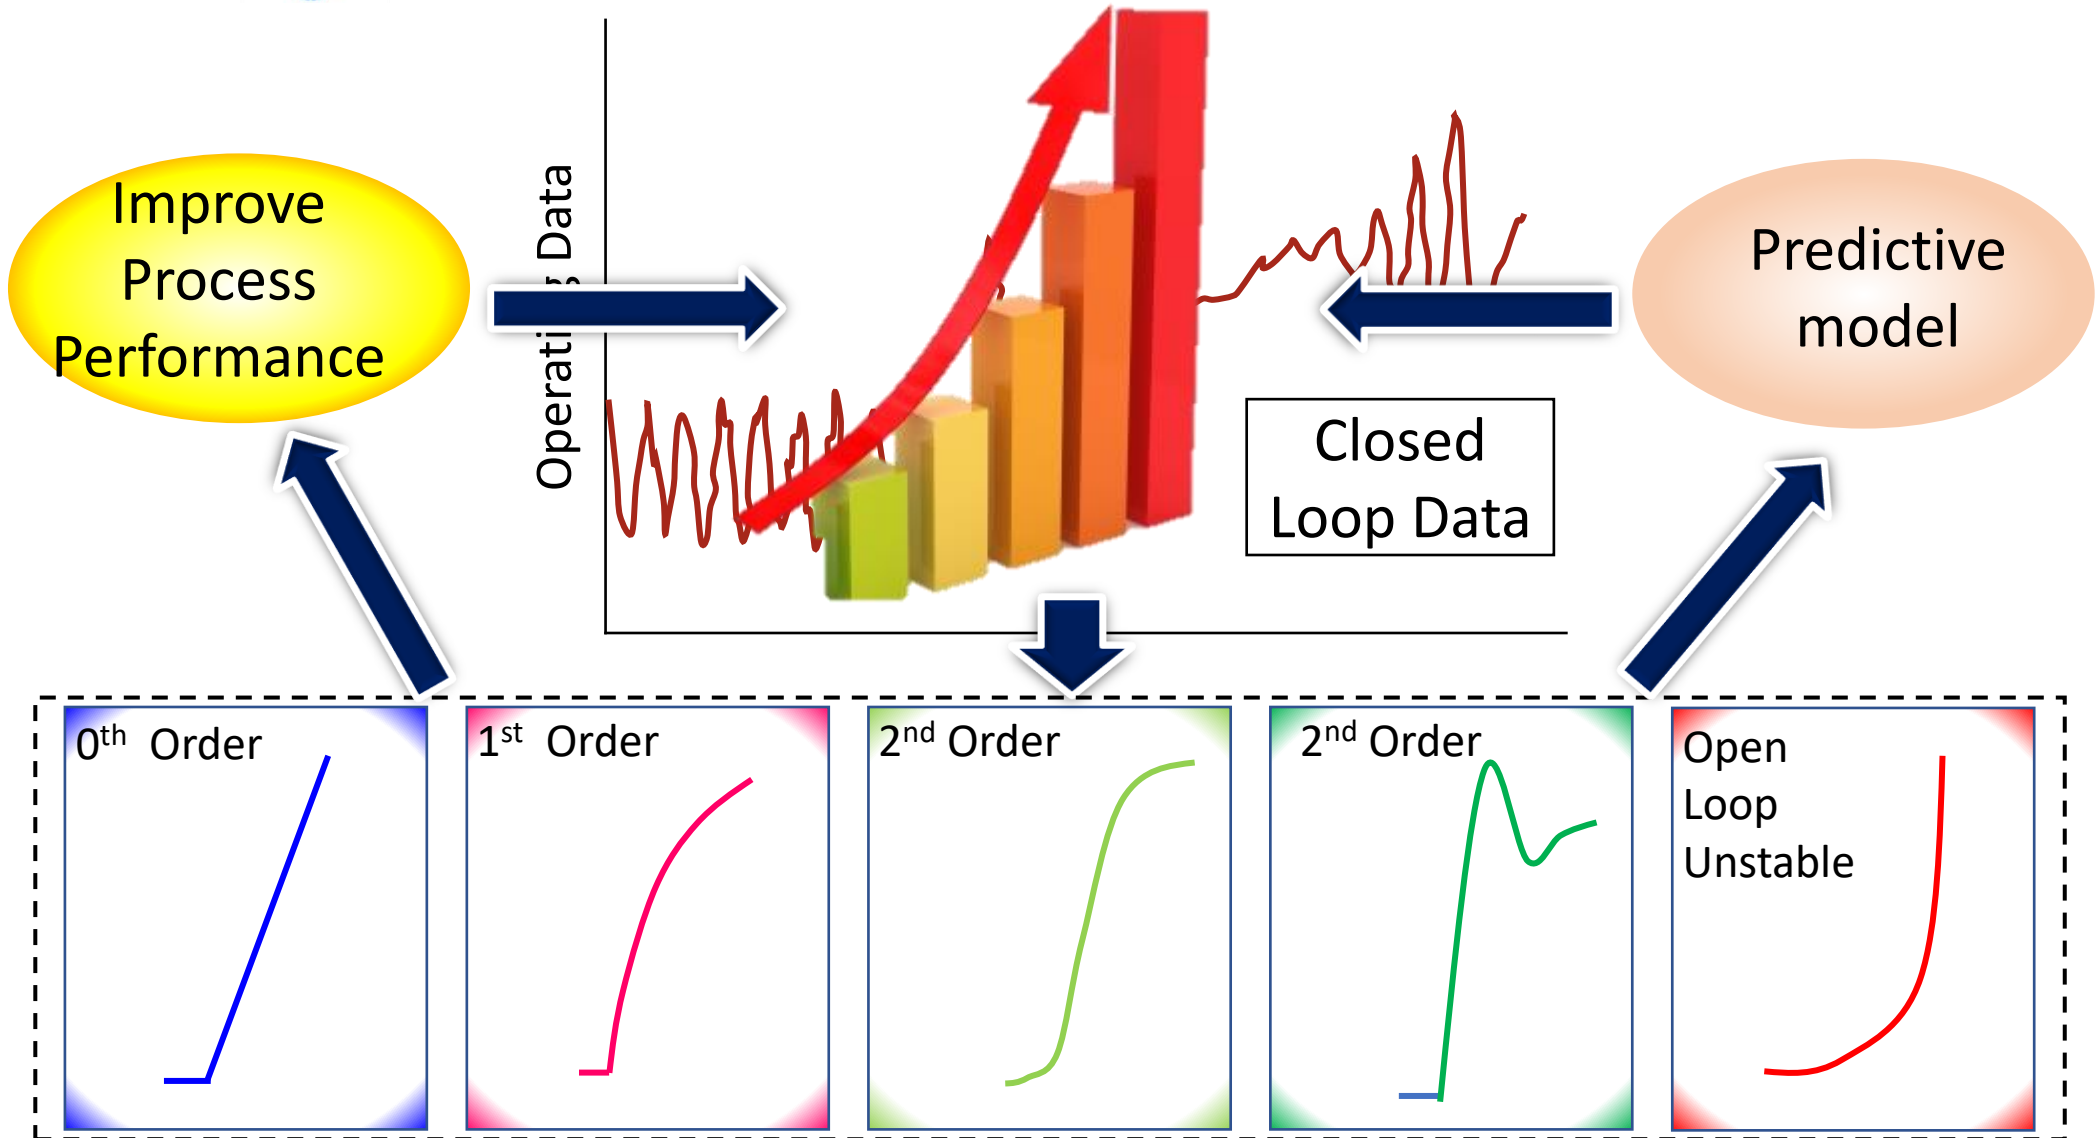 Improve
Process
Performance
Operating Data
Predictive
model
Closed
Loop Data
0th Order
1st Order
2nd Order
2nd Order
Open
Loop
Unstable